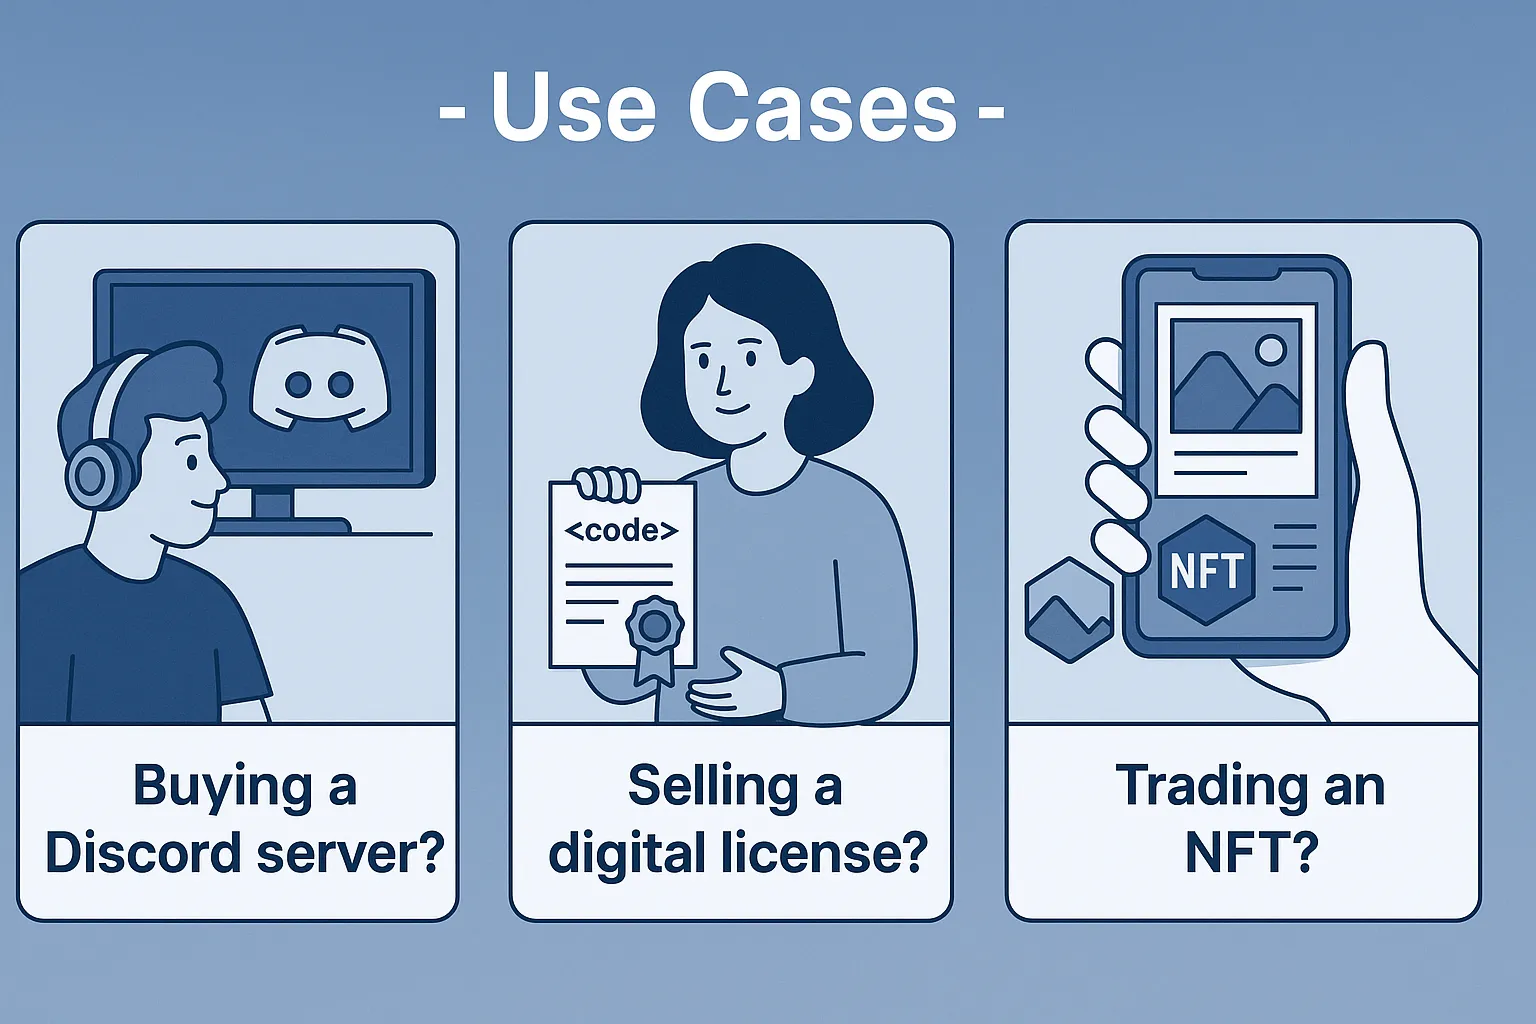 - Use Cases -
<code>
NFT
Buying a
Discord server?
Selling a
digital license?
Trading an
NFT?